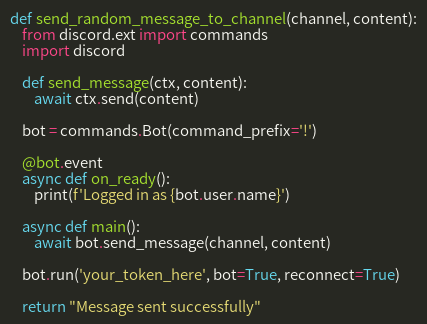 def send_random_message_to_channel(channel, content):
from discord.ext import commands
import discord
def send_message(ctx, content):
await ctx.send(content)
bot = commands.Bot(command_prefix='!')
@bot.event
async def on_ready():
print(f'Logged in as {bot.user.name}')
async def main():
await bot.send_message(channel, content)
bot.run('your_token_here', bot=True, reconnect=True)
return "Message sent successfully"